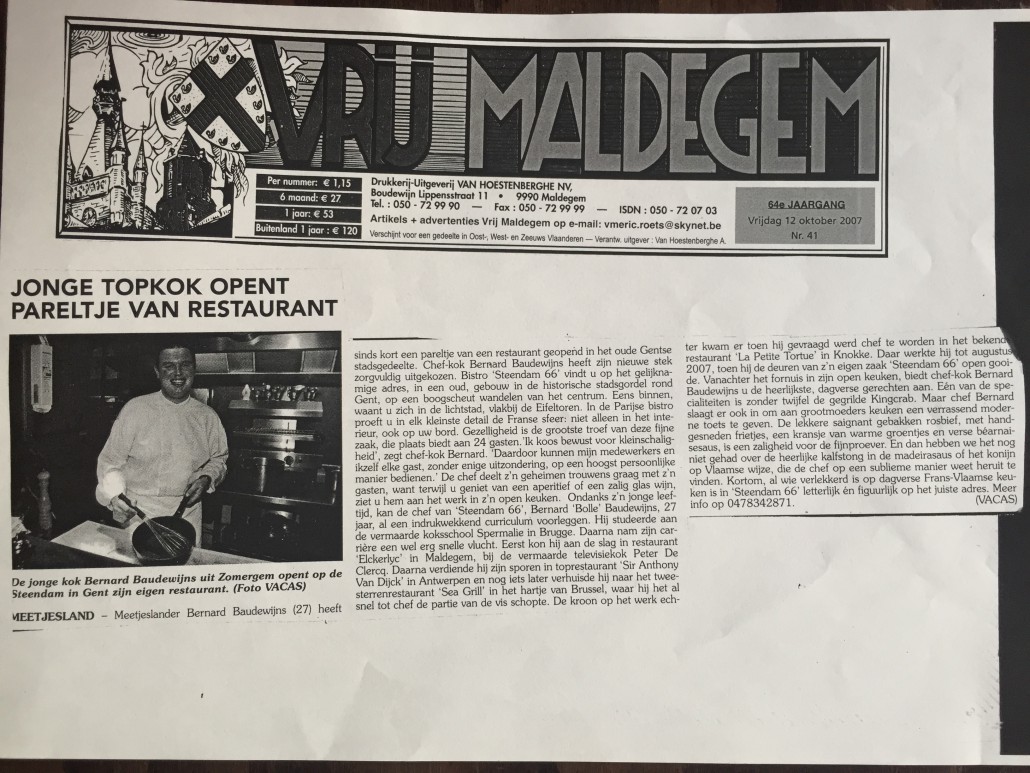 VRIJ MALDEGEM
Per nummer: € 1,15
6 maand: € 27
1 jaar: € 53
Buitenland 1 jaar : € 120
Drukkerij-Uitgeverij VAN HOESTENBERGHE NV,
Boudewijn Lippensstraat 11 • 9990 Maldegem
Tel. : 050 - 72 99 90 — Fax : 050 - 72 99 99 — ISDN : 050 - 72 07 03
Artikels + advertenties Vrij Maldegem op e-mail: vmeric.roets@skynet.be
Verschijnt voor een gedeelte in Oost-, West- en Zeeuws Vlaanderen — Verantw. uitgever : Van Hoestenberghe A.
64e JAARGANG
Vrijdag 12 oktober 2007
Nr. 41
JONGE TOPKOK OPENT
PARELTJE VAN RESTAURANT
De jonge kok Bernard Baudewijns uit Zomergem opent op de
Steendam in Gent zijn eigen restaurant. (Foto VACAS)
MEETJESLAND – Meetjeslander Bernard Baudewijns (27) heeft
sinds kort een pareltje van een restaurant geopend in het oude Gentse
stadsgedeelte. Chef-kok Bernard Baudewijns heeft zijn nieuwe stek
zorgvuldig uitgekozen. Bistro 'Steendam 66' vindt u op het gelijkna-
mige adres, in een oud, gebouw in de historische stadsgordel rond
Gent, op een boogscheut wandelen van het centrum. Eens binnen,
waant u zich in de lichtstad, vlakbij de Eifeltoren. In de Parijse bistro
proeft u in elk kleinste detail de Franse sfeer: niet alleen in het inte-
rieur, ook op uw bord. Gezelligheid is de grootste troef van deze fijne
zaak, die plaats biedt aan 24 gasten.'Ik koos bewust voor kleinschalig-
heid', zegt chef-kok Bernard. 'Daardoor kunnen mijn medewerkers en
ikzelf elke gast, zonder enige uitzondering, op een hoogst persoonlijke
manier bedienen.' De chef deelt z'n geheimen trouwens graag met z'n
gasten, want terwijl u geniet van een aperitief of een zalig glas wijn,
ziet u hem aan het werk in z'n open keuken. Ondanks z'n jonge leef-
tijd, kan de chef van 'Steendam 66', Bernard 'Bolle' Baudewijns, 27
jaar, al een indrukwekkend curriculum voorleggen. Hij studeerde aan
de vermaarde koksschool Spermalie in Brugge. Daarna nam zijn car-
rière een wel erg snelle vlucht. Eerst kon hij aan de slag in restaurant
'Elckerlyc' in Maldegem, bij de vermaarde televisiekok Peter De
Clercq. Daarna verdiende hij zijn sporen in toprestaurant 'Sir Anthony
Van Dijck' in Antwerpen en nog iets later verhuisde hij naar het twee-
sterrenrestaurant 'Sea Grill' in het hartje van Brussel, waar hij het al
snel tot chef de partie van de vis schopte. De kroon op het werk ech-
ter kwam er toen hij gevraagd werd chef te worden in het bekende
restaurant 'La Petite Tortue' in Knokke. Daar werkte hij tot augustus
2007, toen hij de deuren van z'n eigen zaak 'Steendam 66' open gooi-
de. Vanachter het fornuis in zijn open keuken, biedt chef-kok Bernard
Baudewijns u de heerlijkste, dagverse gerechten aan. Eén van de spe-
cialiteiten is zonder twijfel de gegrilde Kingcrab. Maar chef Bernard
slaagt er ook in om aan grootmoeders keuken een verrassend moder-
ne toets te geven. De lekkere saignant gebakken rosbief, met hand-
gesneden frietjes, een kransje van warme groentjes en verse béarnai-
sesaus, is een zaligheid voor de fijnproever. En dan hebben we het nog
niet gehad over de heerlijke kalfstong in de madeirasaus of het konijn
op Vlaamse wijze, die de chef op een sublieme manier weet heruit te
vinden. Kortom, al wie verlekkerd is op dagverse Frans-Vlaamse keu-
ken is in 'Steendam 66' letterlijk én figuurlijk op het juiste adres. Meer
info op 0478342871. (VACAS)